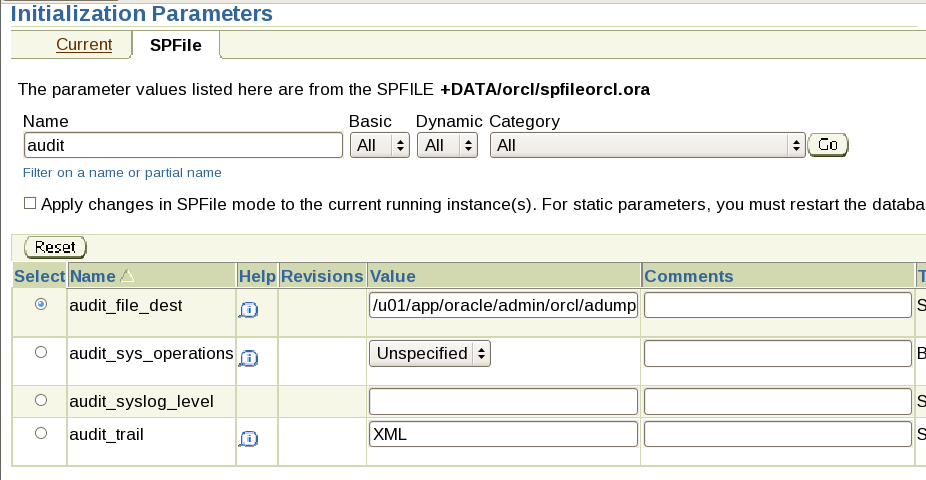 Initialization Parameters
Current SPFile
The parameter values listed here are from the SPFILE +DATA/orcl/spfileorcl.ora
Name Basic Dynamic Category
audit All All All Go
Filter on a name or partial name
Apply changes in SPFile mode to the current running instance(s). For static parameters, you must restart the databa
Reset
Select Name Help Revisions Value Comments T
audit_file_dest /u01/app/oracle/admin/orcl/adump S
audit_sys_operations Unspecified B
audit_syslog_level S
audit_trail XML S